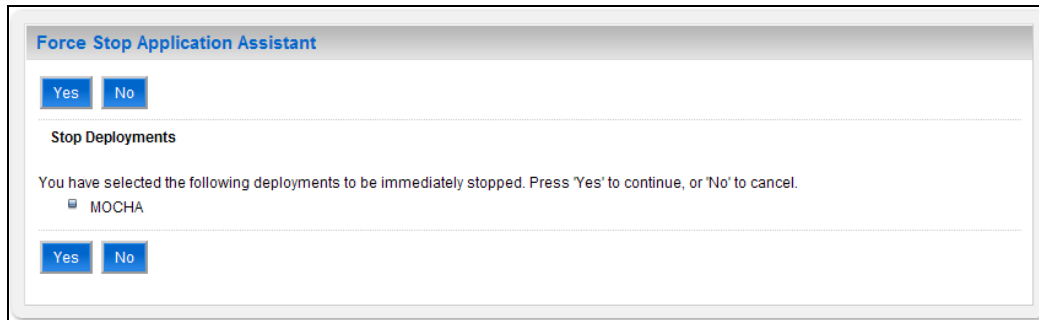 Force Stop Application Assistant
Yes No
Stop Deployments
You have selected the following deployments to be immediately stopped. Press 'Yes' to continue, or 'No' to cancel.
MOCHA
Yes No